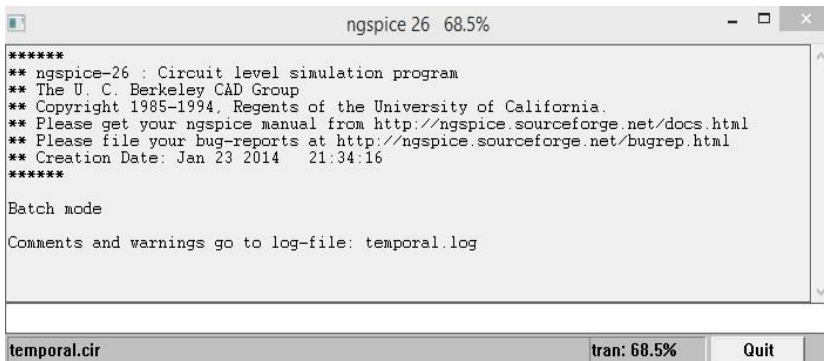 ngspice 26 68.5%
******
** ngspice-26 : Circuit level simulation program
** The U. C. Berkeley CAD Group
** Copyright 1985-1994, Regents of the University of California.
** Please get your ngspice manual from http://ngspice.sourceforge.net/docs.html
** Please file your bug-reports at http://ngspice.sourceforge.net/bugrep.html
** Creation Date: Jan 23 2014   21:34:16
******
Batch mode
Comments and warnings go to log-file: temporal.log
temporal.cir tran: 68.5% Quit